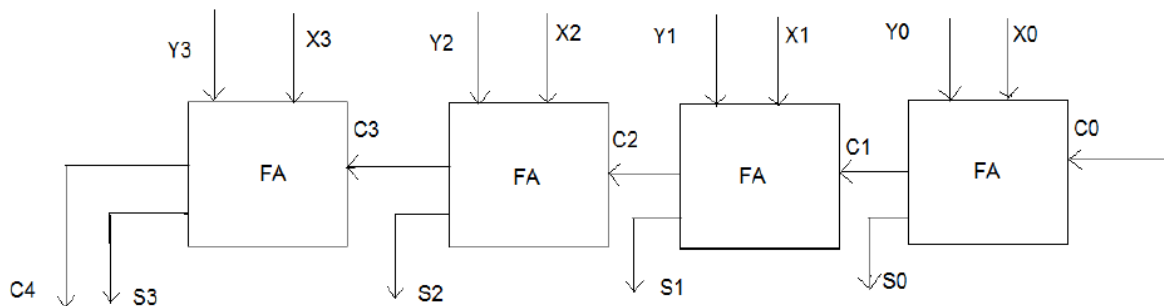 Y3 X3 Y2 X2 Y1 X1 Y0 X0
C3 C2 C1 C0
FA FA FA FA
C4 S3 S2 S1 S0